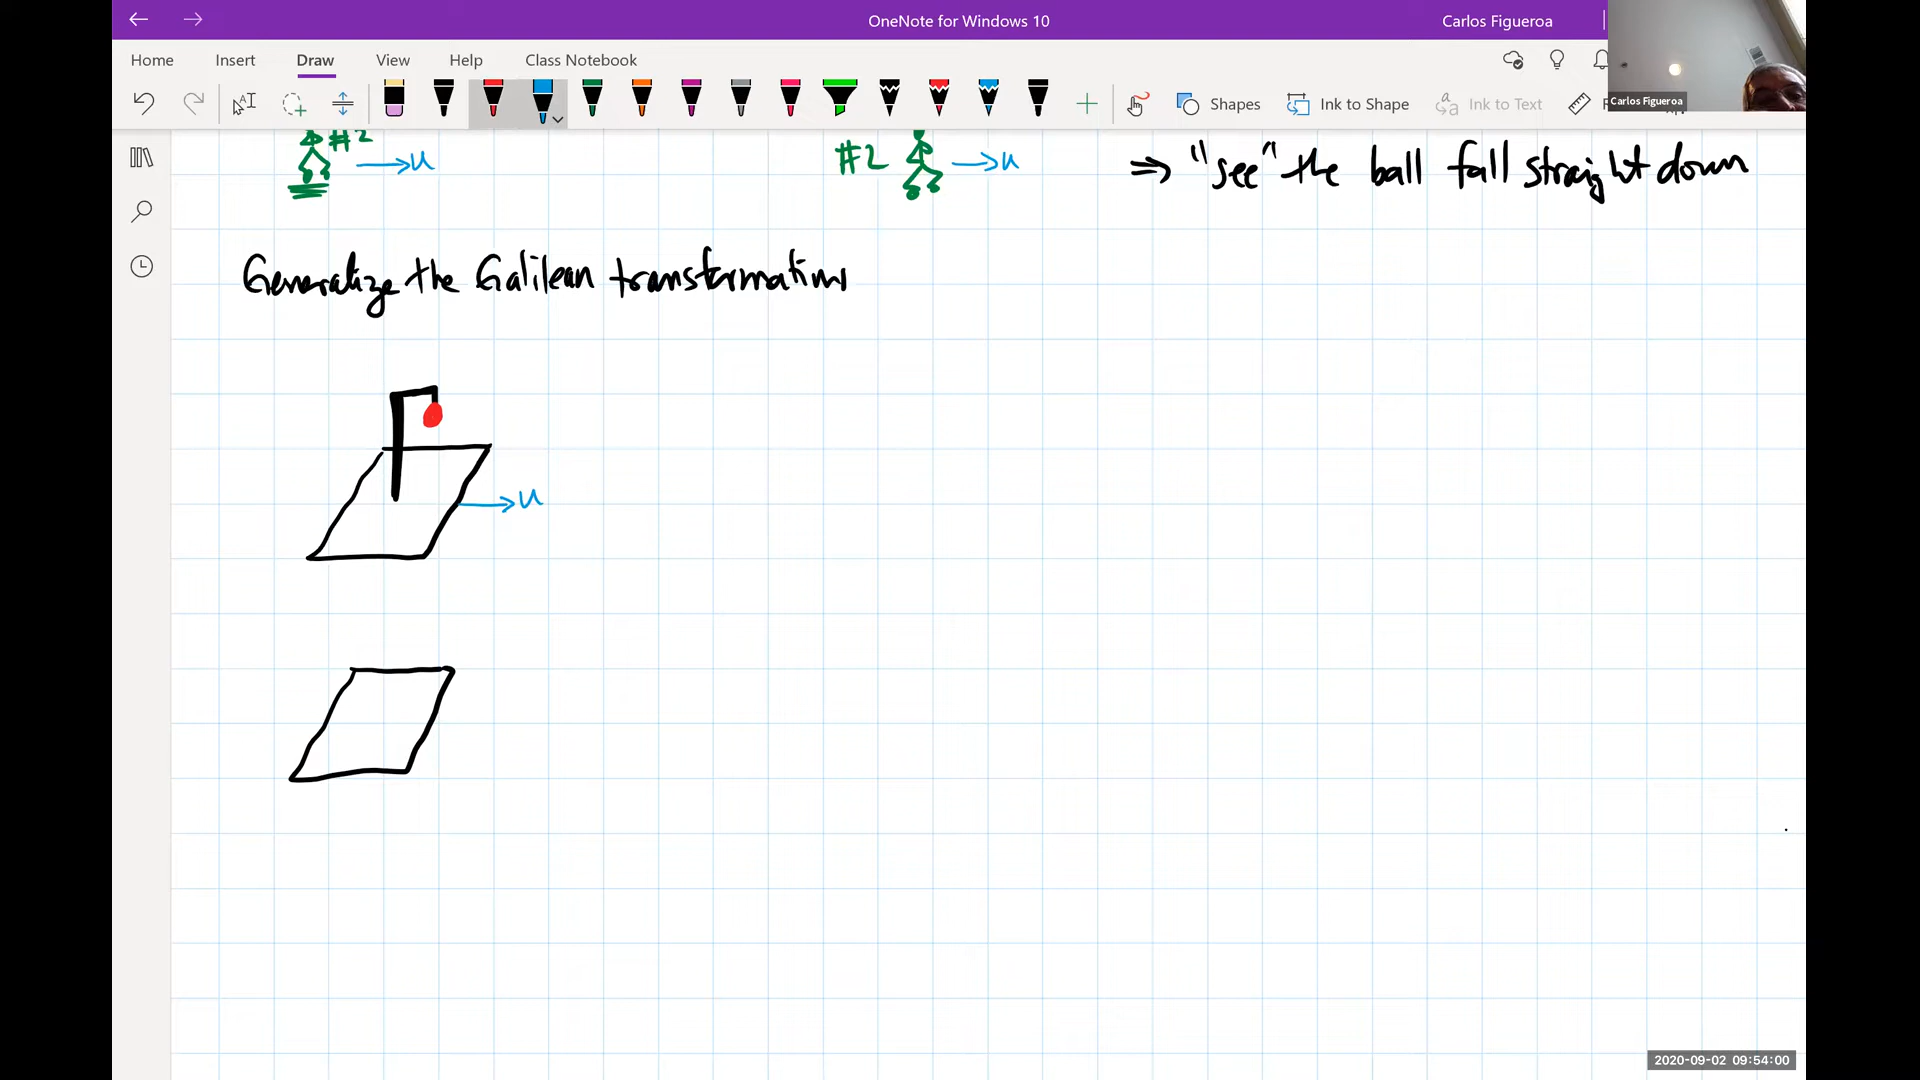 OneNote for Windows 10
Carlos Figueroa
Home Insert Draw View Help Class Notebook
Shapes Ink to Shape Ink to Text
Carlos Figueroa
#2 → u
#2 → u
⇒ "see" the ball fall straight down
Generalize the Galilean transformations
→ u
2020-09-02 09:54:00